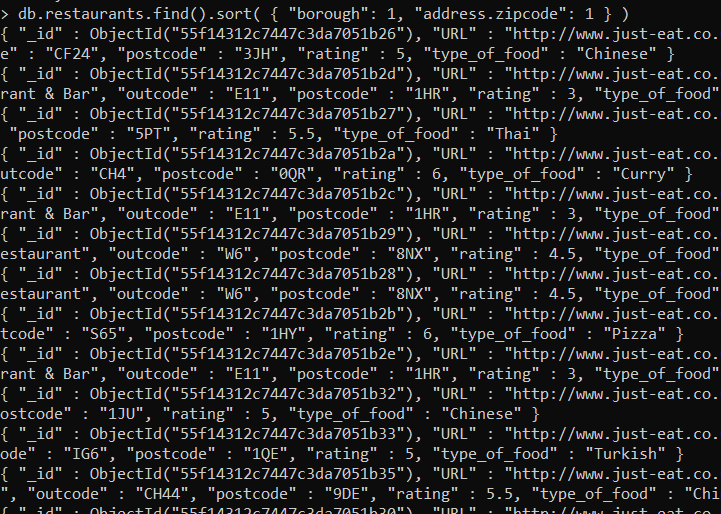 > db.restaurants.find().sort( { "borough": 1, "address.zipcode": 1 } )
{ "_id" : ObjectId("55f14312c7447c3da7051b26"), "URL" : "http://www.just-eat.co.
e" : "CF24", "postcode" : "3JH", "rating" : 5, "type_of_food" : "Chinese" }
{ "_id" : ObjectId("55f14312c7447c3da7051b2d"), "URL" : "http://www.just-eat.co.
rant & Bar", "outcode" : "E11", "postcode" : "1HR", "rating" : 3, "type_of_food"
{ "_id" : ObjectId("55f14312c7447c3da7051b27"), "URL" : "http://www.just-eat.co.
"postcode" : "5PT", "rating" : 5.5, "type_of_food" : "Thai" }
{ "_id" : ObjectId("55f14312c7447c3da7051b2a"), "URL" : "http://www.just-eat.co.
utcode" : "CH4", "postcode" : "0QR", "rating" : 6, "type_of_food" : "Curry" }
{ "_id" : ObjectId("55f14312c7447c3da7051b2c"), "URL" : "http://www.just-eat.co.
rant & Bar", "outcode" : "E11", "postcode" : "1HR", "rating" : 3, "type_of_food"
{ "_id" : ObjectId("55f14312c7447c3da7051b29"), "URL" : "http://www.just-eat.co.
estaurant", "outcode" : "W6", "postcode" : "8NX", "rating" : 4.5, "type_of_food"
{ "_id" : ObjectId("55f14312c7447c3da7051b28"), "URL" : "http://www.just-eat.co.
estaurant", "outcode" : "W6", "postcode" : "8NX", "rating" : 4.5, "type_of_food"
{ "_id" : ObjectId("55f14312c7447c3da7051b2b"), "URL" : "http://www.just-eat.co.
tcode" : "S65", "postcode" : "1HY", "rating" : 6, "type_of_food" : "Pizza" }
{ "_id" : ObjectId("55f14312c7447c3da7051b2e"), "URL" : "http://www.just-eat.co.
rant & Bar", "outcode" : "E11", "postcode" : "1HR", "rating" : 3, "type_of_food"
{ "_id" : ObjectId("55f14312c7447c3da7051b32"), "URL" : "http://www.just-eat.co.
ostcode" : "1JU", "rating" : 5, "type_of_food" : "Chinese" }
{ "_id" : ObjectId("55f14312c7447c3da7051b33"), "URL" : "http://www.just-eat.co.
ode" : "IG6", "postcode" : "1QE", "rating" : 5, "type_of_food" : "Turkish" }
{ "_id" : ObjectId("55f14312c7447c3da7051b35"), "URL" : "http://www.just-eat.co.
", "outcode" : "CH44", "postcode" : "9DE", "rating" : 5.5, "type_of_food" : "Chi
{ "_id" : ObjectId("55f14312c7447c3da7051b30"), "URL" : "http://www.just-eat.co.